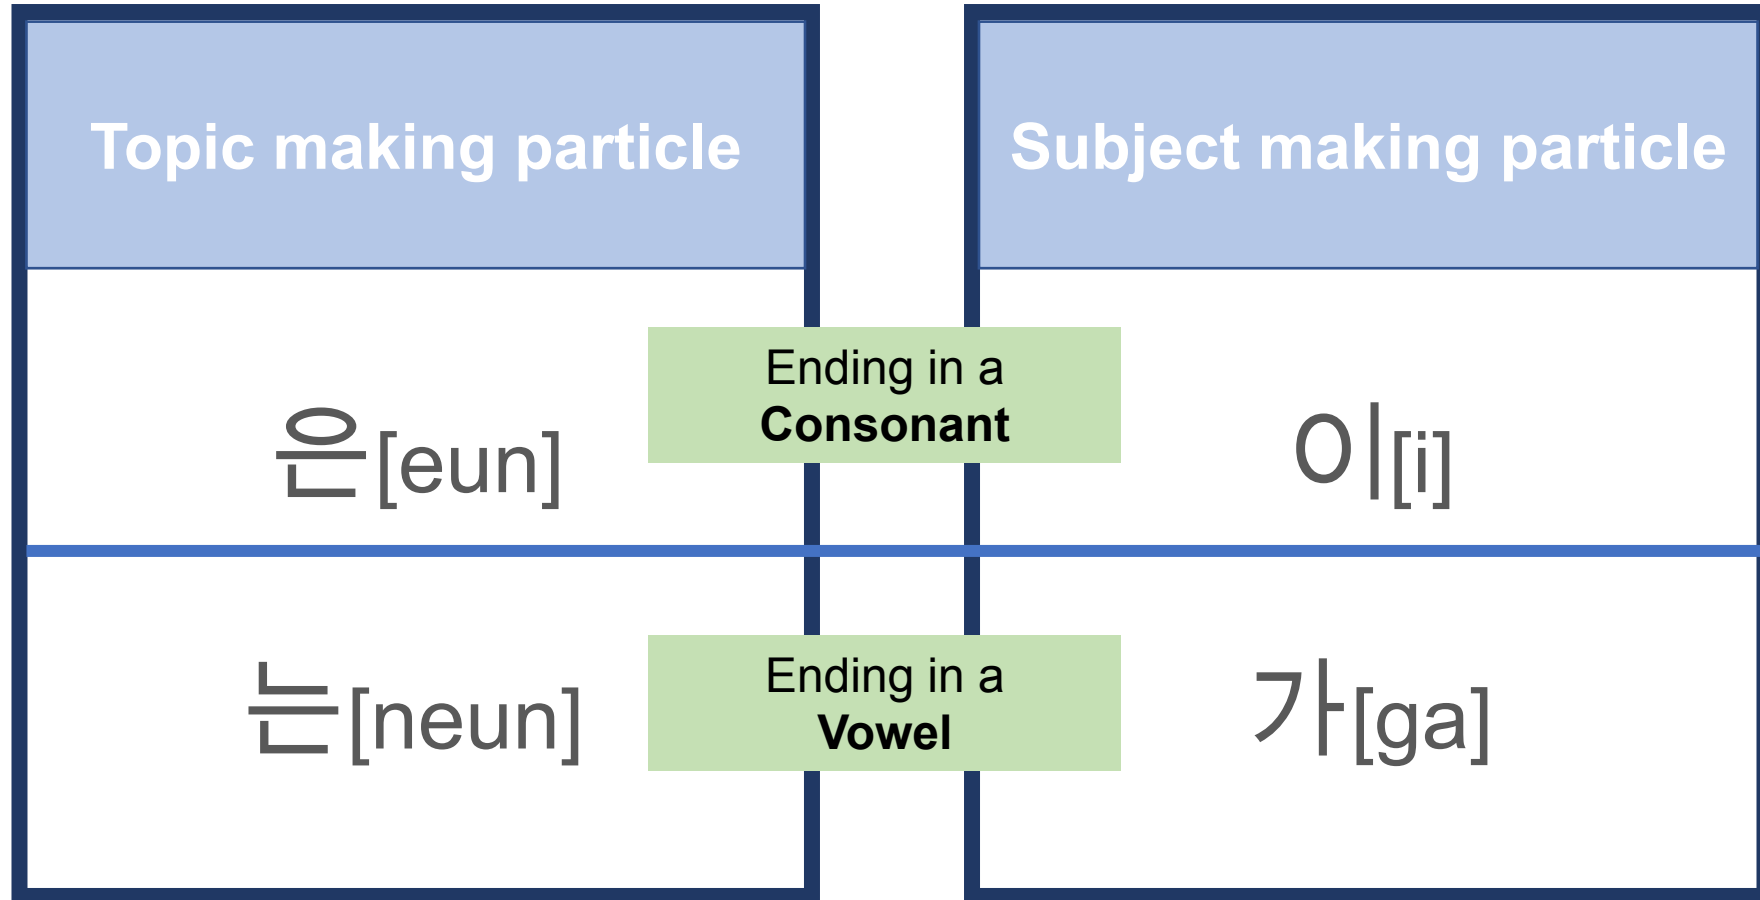 Topic making particle
Subject making particle
Ending in a
Consonant
은[eun]
이[i]
Ending in a
Vowel
는[neun]
가[ga]